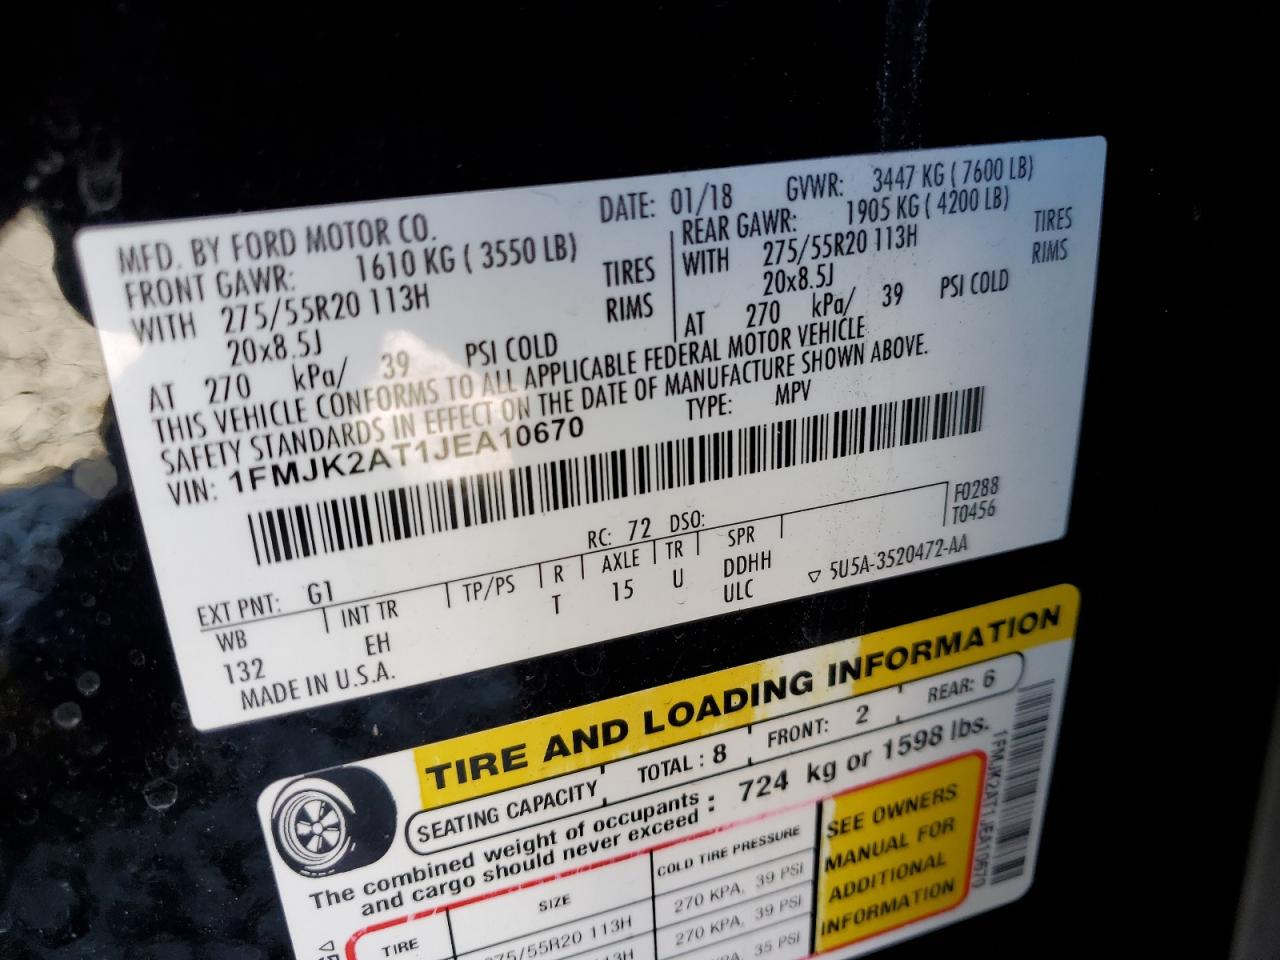 MFD. BY FORD MOTOR CO. DATE: 01/18 GVWR: 3447 KG ( 7600 LB)
FRONT GAWR: 1610 KG ( 3550 LB)
WITH 275/55R20 113H TIRES
20x8.5J RIMS
AT 270 kPa/ 39 PSI COLD
REAR GAWR: 1905 KG ( 4200 LB)
WITH 275/55R20 113H TIRES
20x8.5J RIMS
AT 270 kPa/ 39 PSI COLD
THIS VEHICLE CONFORMS TO ALL APPLICABLE FEDERAL MOTOR VEHICLE
SAFETY STANDARDS IN EFFECT ON THE DATE OF MANUFACTURE SHOWN ABOVE.
VIN: 1FMJK2AT1JEA10670 TYPE: MPV
F0288
T0456
EXT PNT: G1 RC: 72 DSO:
WB INT TR TP/PS R AXLE TR SPR
132 EH T 15 U DDHH
ULC
MADE IN U.S.A. ▽ 5U5A-3520472-AA
TIRE AND LOADING INFORMATION
SEATING CAPACITY TOTAL : 8 FRONT: 2 REAR: 6
The combined weight of occupants
and cargo should never exceed : 724 kg or 1598 lbs.
TIRE SIZE COLD TIRE PRESSURE
275/55R20 113H 270 KPA, 39 PSI
113H 270 KPA, 39 PSI
35 PSI
SEE OWNERS
MANUAL FOR
ADDITIONAL
INFORMATION
1FMJK2AT1JEA10670